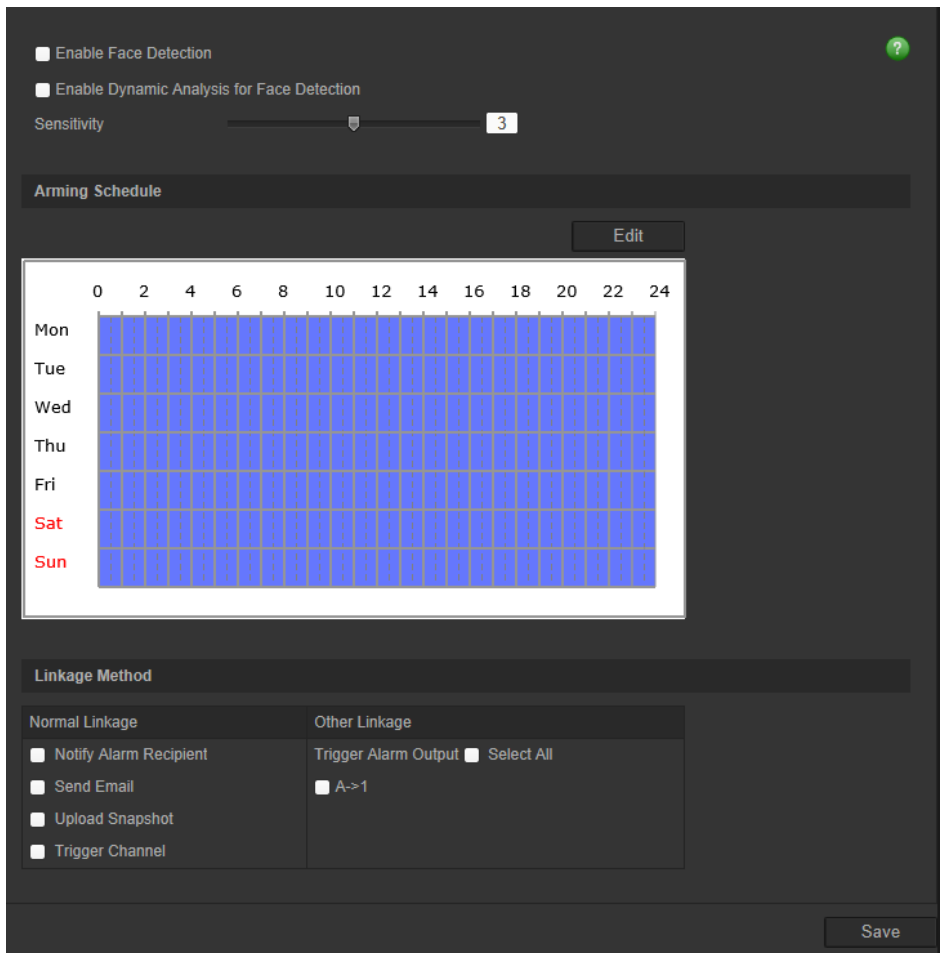 Enable Face Detection
?
Enable Dynamic Analysis for Face Detection
Sensitivity 3
Arming Schedule
Edit
0 2 4 6 8 10 12 14 16 18 20 22 24
Mon
Tue
Wed
Thu
Fri
Sat
Sun
Linkage Method
Normal Linkage Other Linkage
Notify Alarm Recipient Trigger Alarm Output Select All
Send Email A->1
Upload Snapshot
Trigger Channel
Save